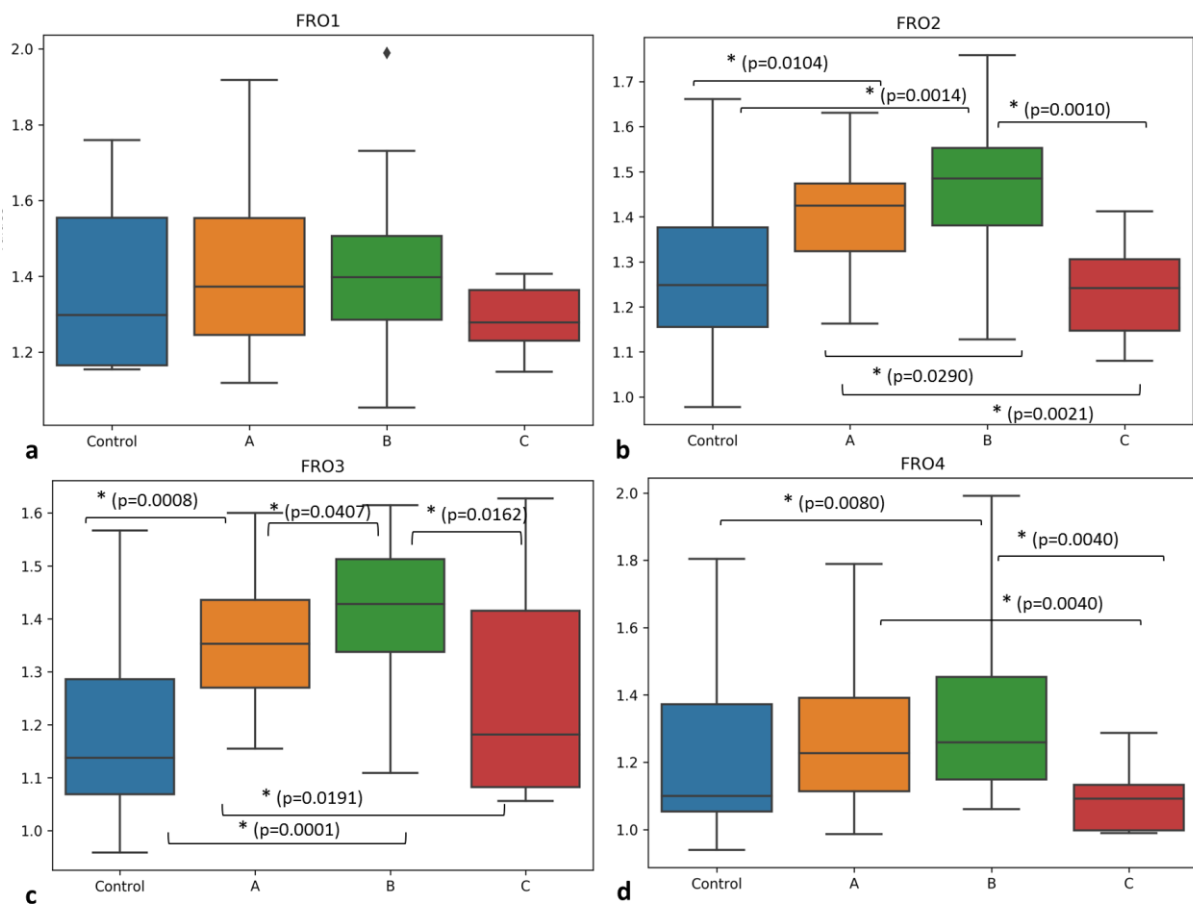 FRO1
2.0
1.8
1.6
1.4
1.2
Control A B C
a
FRO2
1.7
1.6
1.5
1.4
1.3
1.2
1.1
1.0
* (p=0.0104)
* (p=0.0014)
* (p=0.0010)
* (p=0.0290)
* (p=0.0021)
Control A B C
b
FRO3
1.6
1.5
1.4
1.3
1.2
1.1
1.0
* (p=0.0008)
* (p=0.0407)
* (p=0.0162)
* (p=0.0191)
* (p=0.0001)
Control A B C
c
FRO4
2.0
1.8
1.6
1.4
1.2
1.0
* (p=0.0080)
* (p=0.0040)
* (p=0.0040)
Control A B C
d